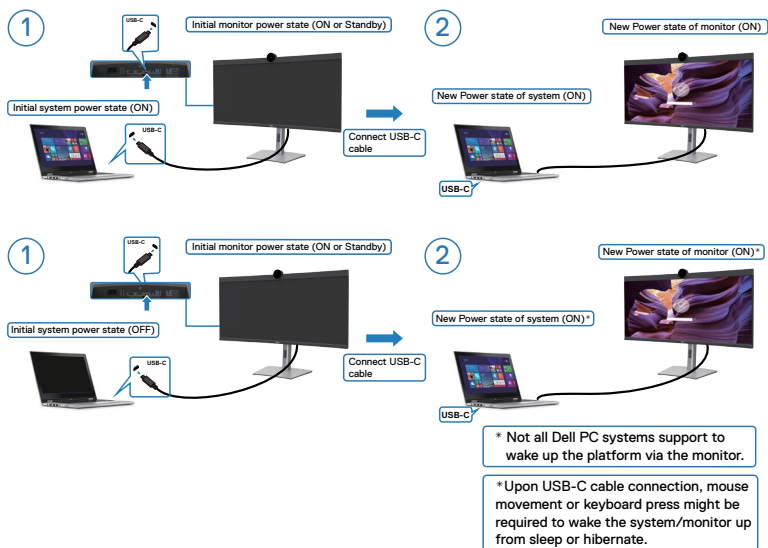 1
USB-C
Initial monitor power state (ON or Standby)
Initial system power state (ON)
USB-C
Connect USB-C
cable
2
New Power state of monitor (ON)
New Power state of system (ON)
USB-C
1
USB-C
Initial monitor power state (ON or Standby)
Initial system power state (OFF)
USB-C
Connect USB-C
cable
2
New Power state of monitor (ON)*
New Power state of system (ON)*
USB-C
* Not all Dell PC systems support to
wake up the platform via the monitor.
*Upon USB-C cable connection, mouse
movement or keyboard press might be
required to wake the system/monitor up
from sleep or hibernate.